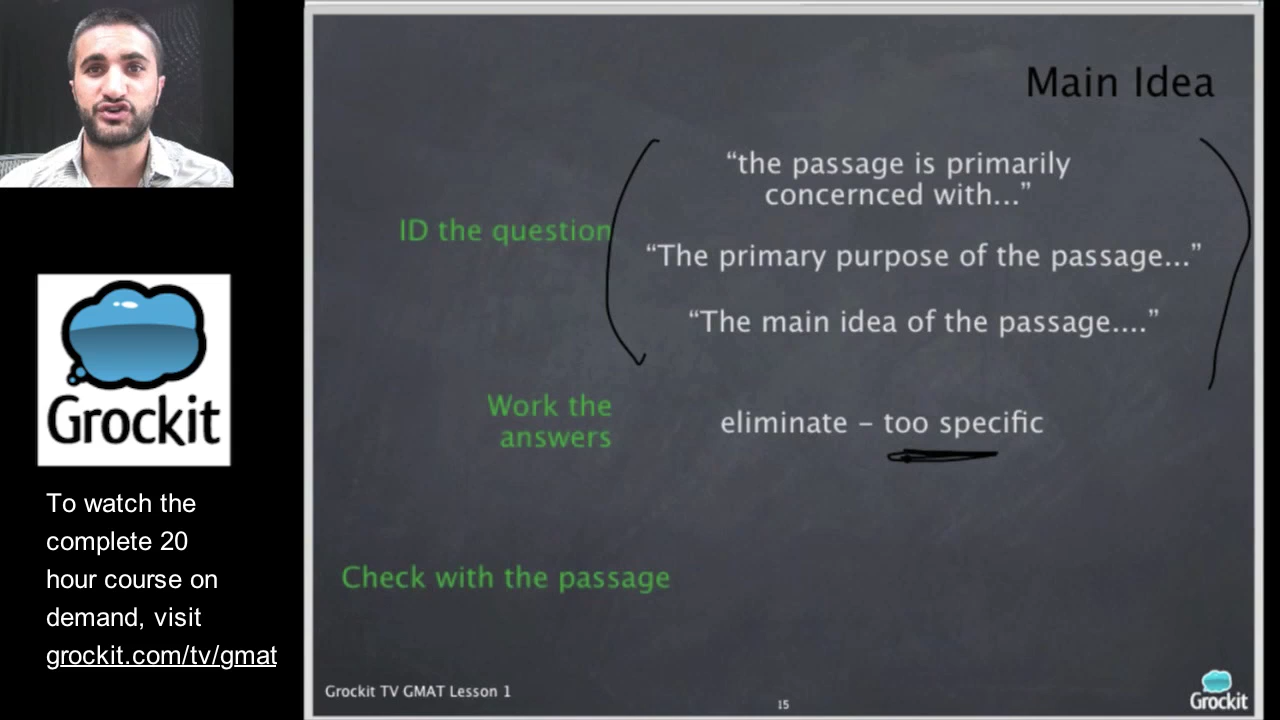 Main Idea
“the passage is primarily
concernced with...”
ID the question
“The primary purpose of the passage...”
“The main idea of the passage....”
Work the
answers
eliminate – too specific
Check with the passage
Grockit TV GMAT Lesson 1
15
Grockit
Grockit
To watch the
complete 20
hour course on
demand, visit
grockit.com/tv/gmat